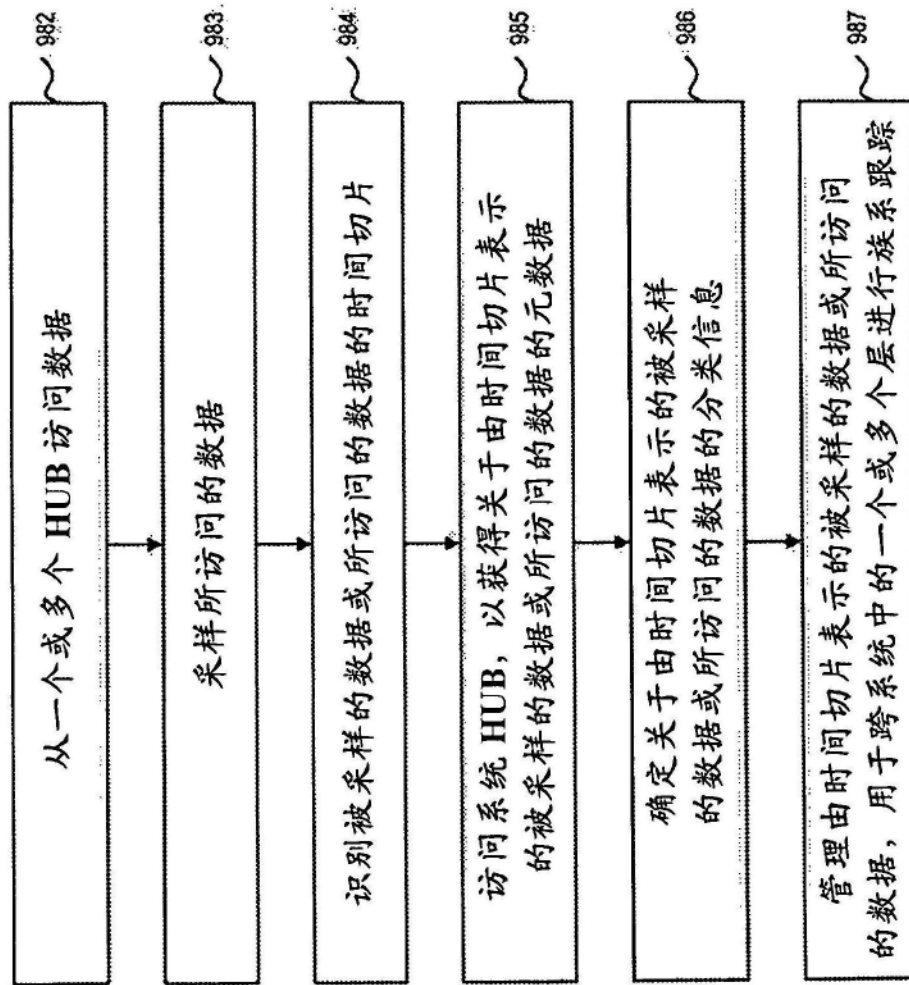 从一个或多个 HUB 访问数据
982
采样所访问的数据
983
识别被采样的数据或所访问的数据的时间切片
984
访问系统 HUB，以获得关于由时间切片表示
的被采样的数据或所访问的数据的元数据
985
确定关于由时间切片表示的被采样
的数据或所访问的数据的分类信息
986
管理由时间切片表示的被采样的数据或所访问
的数据，用于跨系统中的一个或多个层进行族系跟踪
987